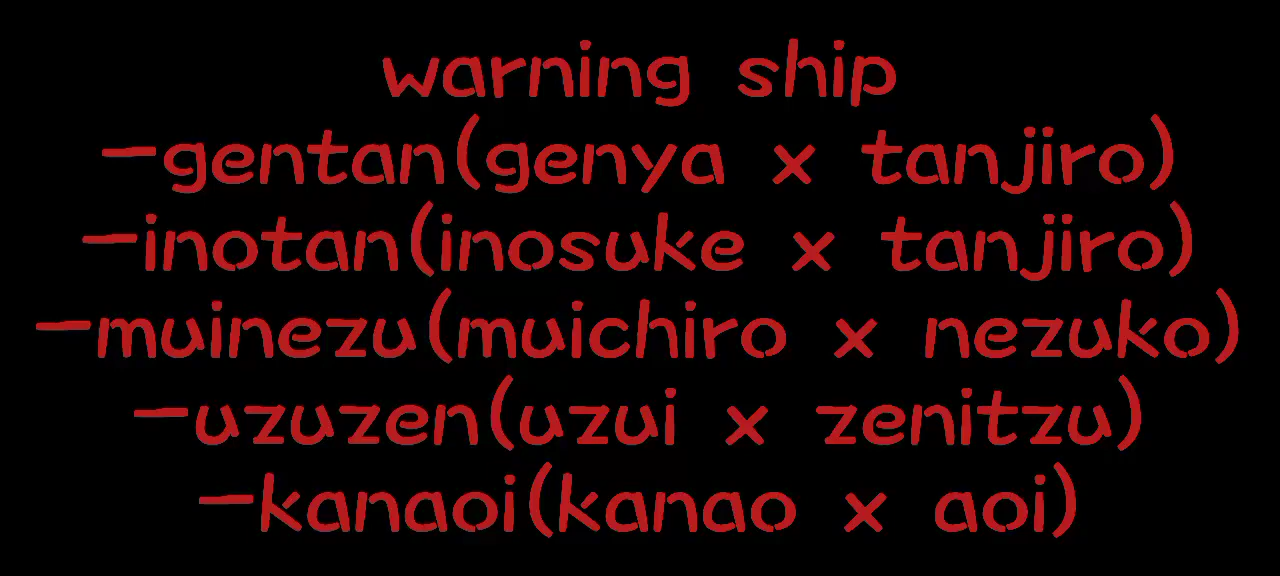 warning ship
-gentan(genya x tanjiro)
-inotan(inosuke x tanjiro)
-muinezu(muichiro x nezuko)
-uzuzen(uzui x zenitzu)
-kanaoi(kanao x aoi)